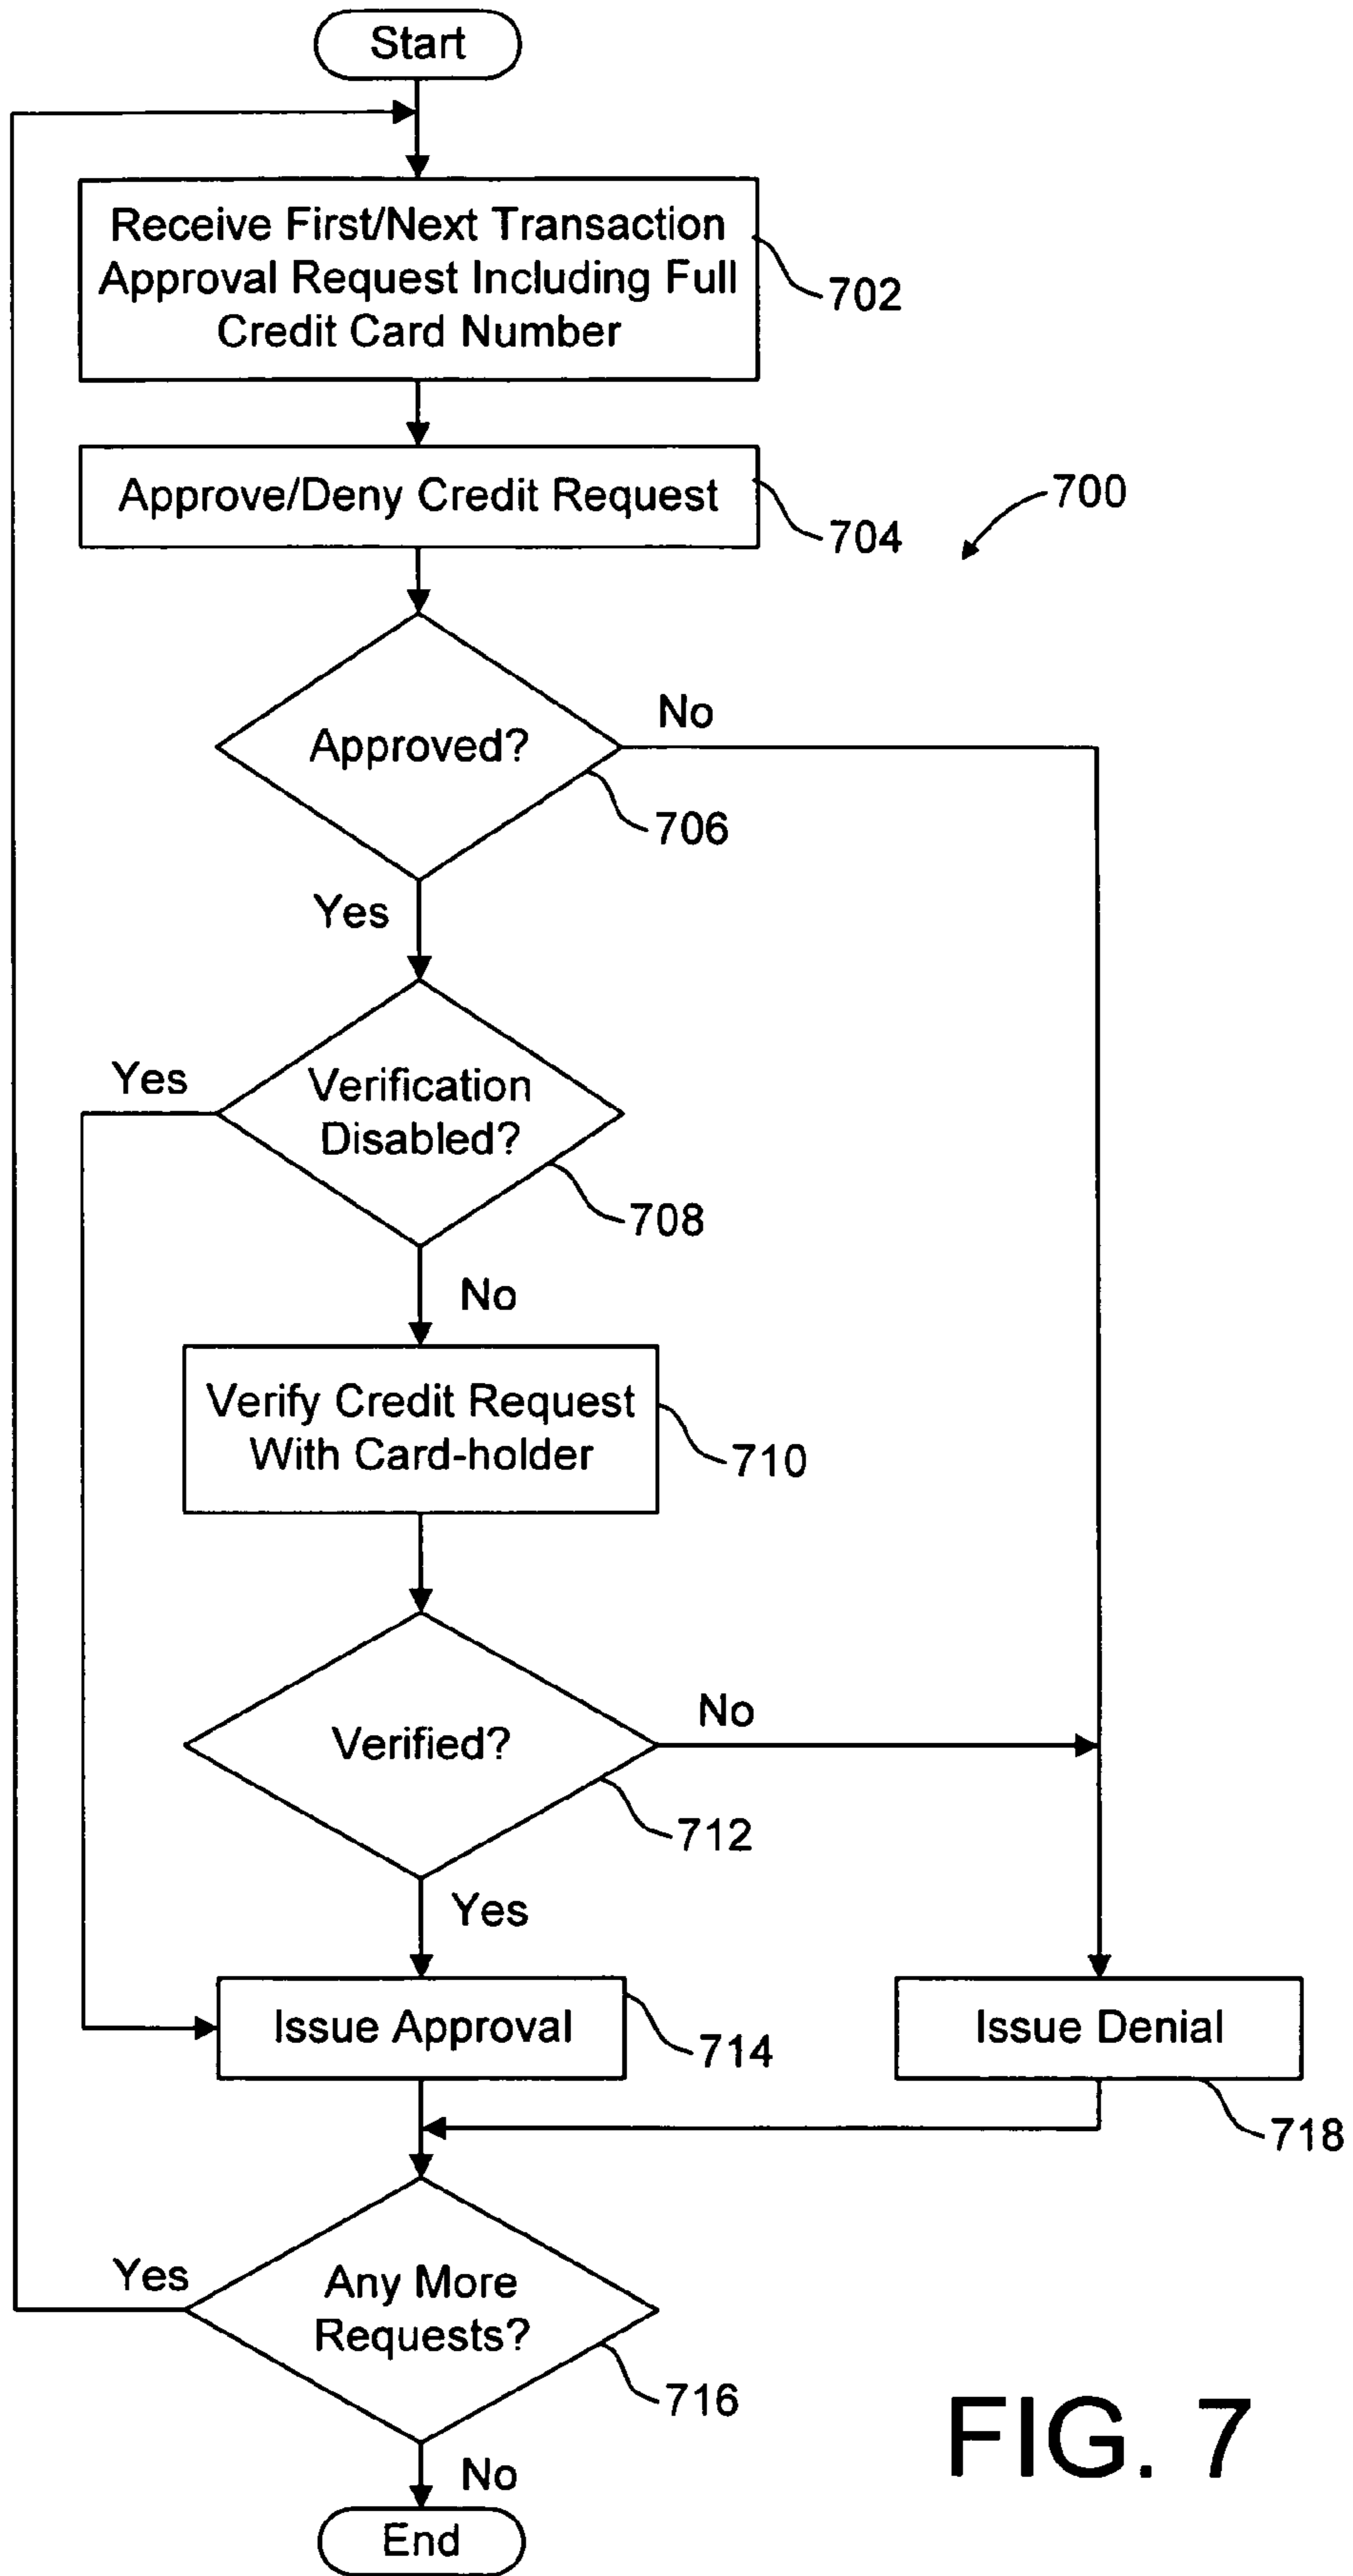 Start
Receive First/Next Transaction
Approval Request Including Full
Credit Card Number
702
Approve/Deny Credit Request
704
700
Approved?
No
706
Yes
Verification
Disabled?
Yes
708
No
Verify Credit Request
With Card-holder
710
Verified?
No
712
Yes
Issue Approval
714
Issue Denial
718
Any More
Requests?
Yes
716
No
End
FIG. 7